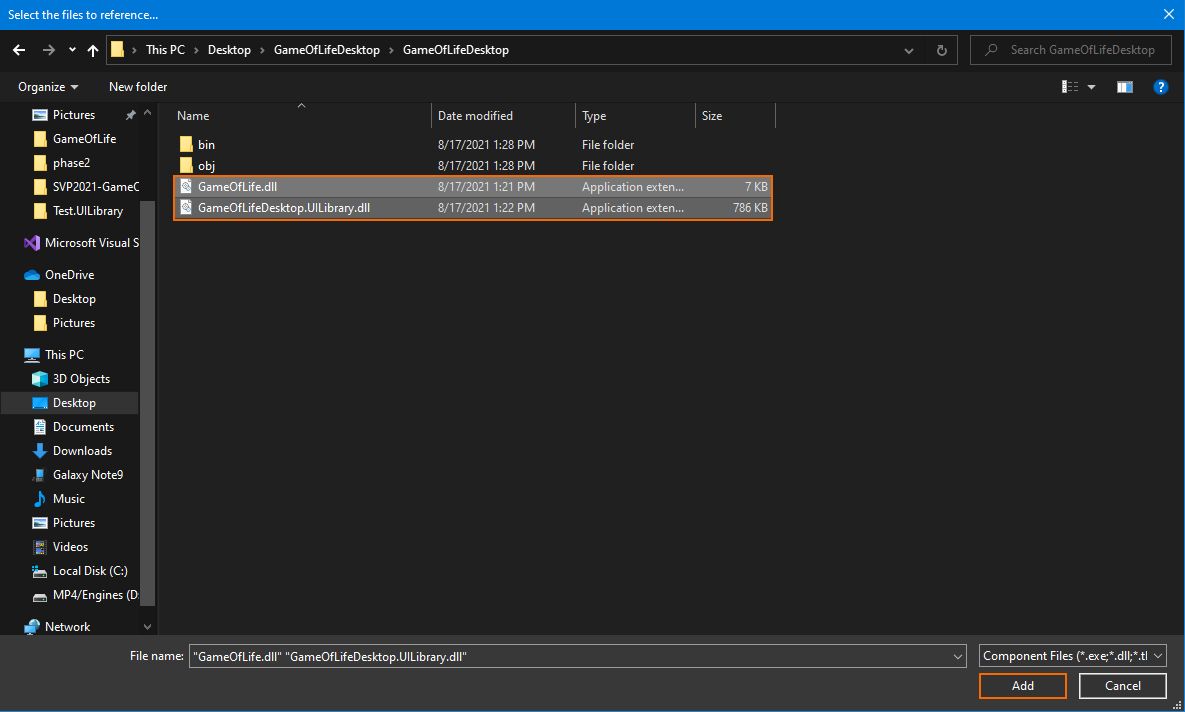 Select the files to reference...
This PC > Desktop > GameOfLifeDesktop > GameOfLifeDesktop
Search GameOfLifeDesktop
Organize
New folder
?
Pictures
GameOfLife
phase2
SVP2021-GameC
Test.UILibrary
Microsoft Visual S
OneDrive
Desktop
Pictures
This PC
3D Objects
Desktop
Documents
Downloads
Galaxy Note9
Music
Pictures
Videos
Local Disk (C:)
MP4/Engines (D:
Network
Name Date modified Type Size
bin 8/17/2021 1:28 PM File folder
obj 8/17/2021 1:28 PM File folder
GameOfLife.dll 8/17/2021 1:21 PM Application exten... 7 KB
GameOfLifeDesktop.UILibrary.dll 8/17/2021 1:22 PM Application exten... 786 KB
File name: "GameOfLife.dll" "GameOfLifeDesktop.UILibrary.dll"
Component Files (*.exe;*.dll;*.tl
Add
Cancel